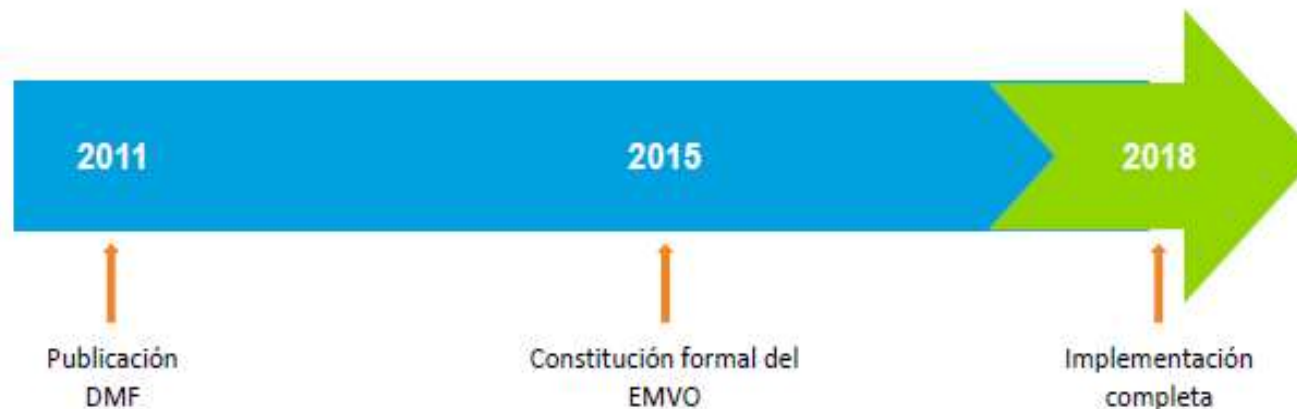 2011
2015
2018
Publicación
DMF
Constitución formal del
EMVO
Implementación
completa